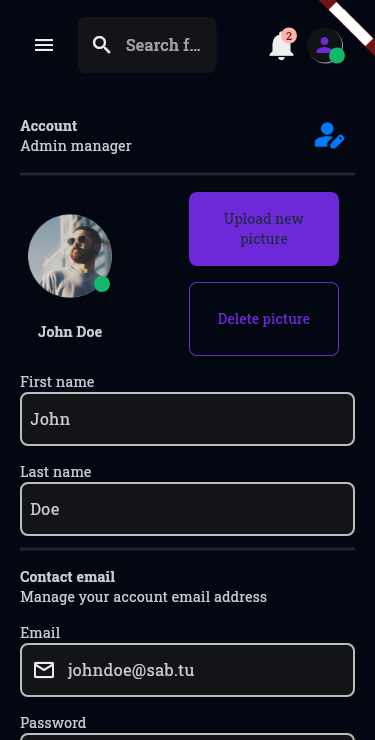 Search f...
2
Account
Admin manager
Upload new
picture
Delete picture
John Doe
First name
John
Last name
Doe
Contact email
Manage your account email address
Email
johndoe@sab.tu
Password